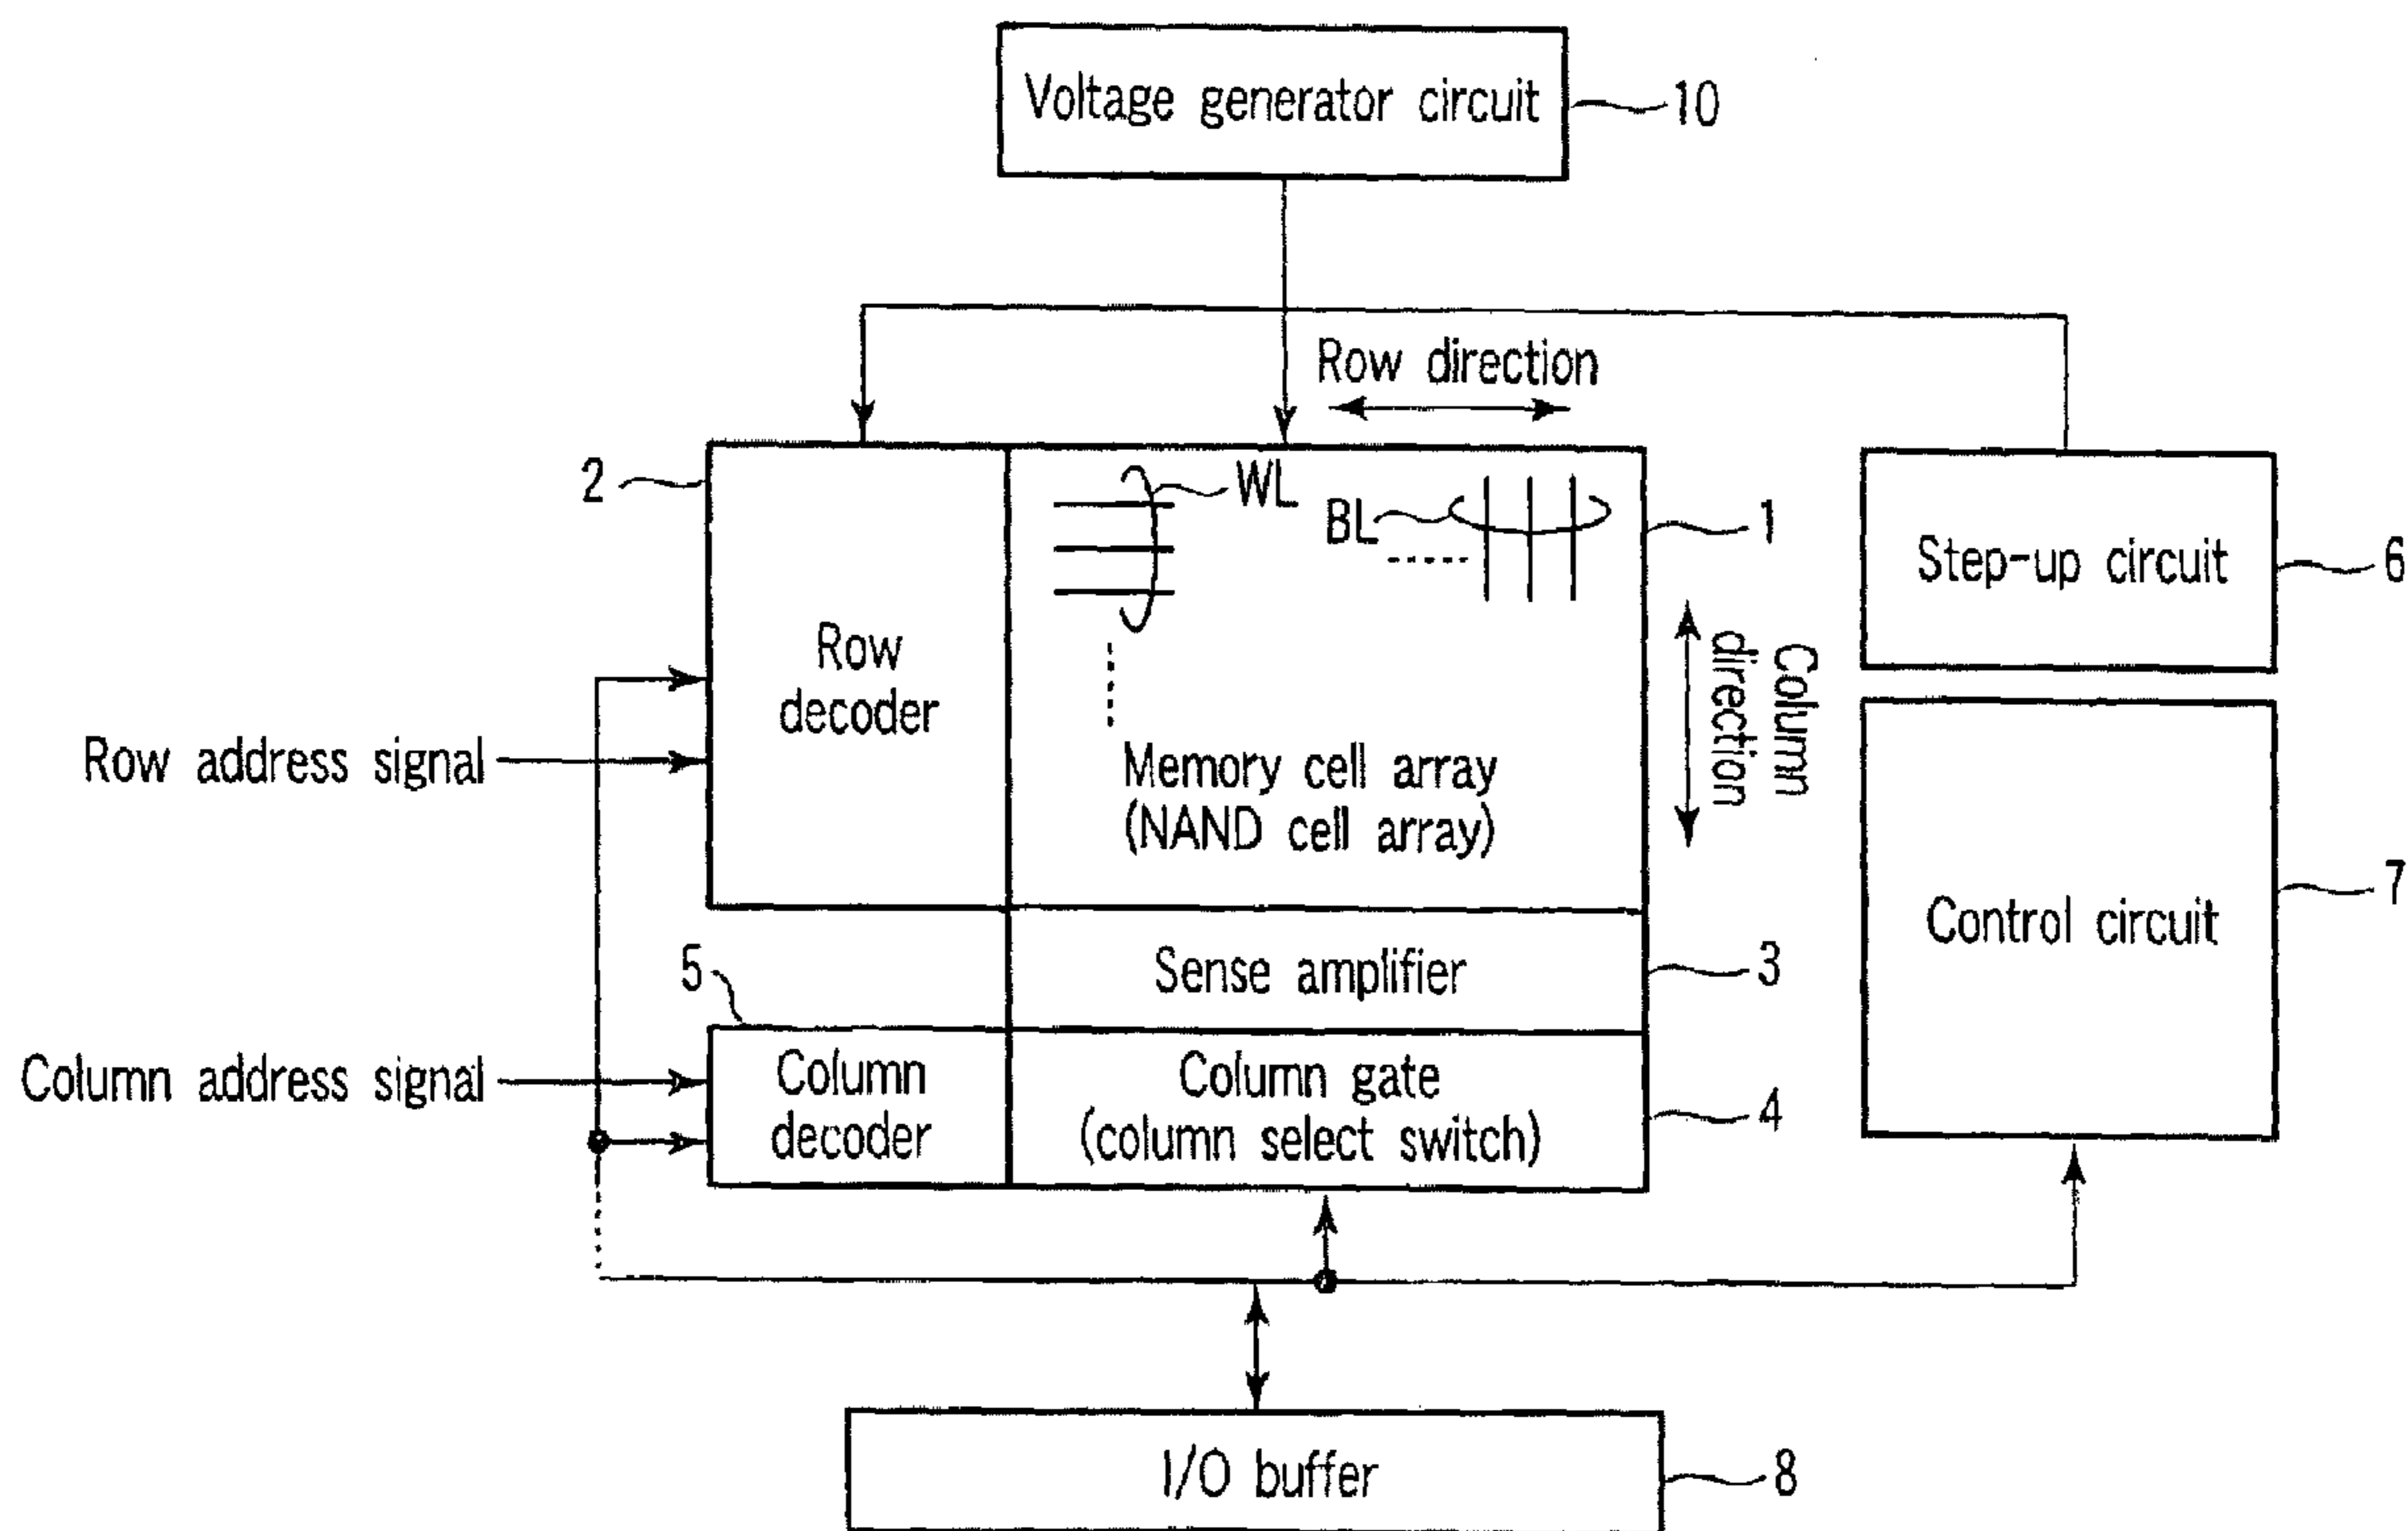 Voltage generator circuit
10
Row direction
2
WL
BL
1
Step-up circuit
6
Row
decoder
Column
direction
Row address signal
Memory cell array
(NAND cell array)
Control circuit
7
5
Sense amplifier
3
Column address signal
Column
decoder
Column gate
(column select switch)
4
I/O buffer
8